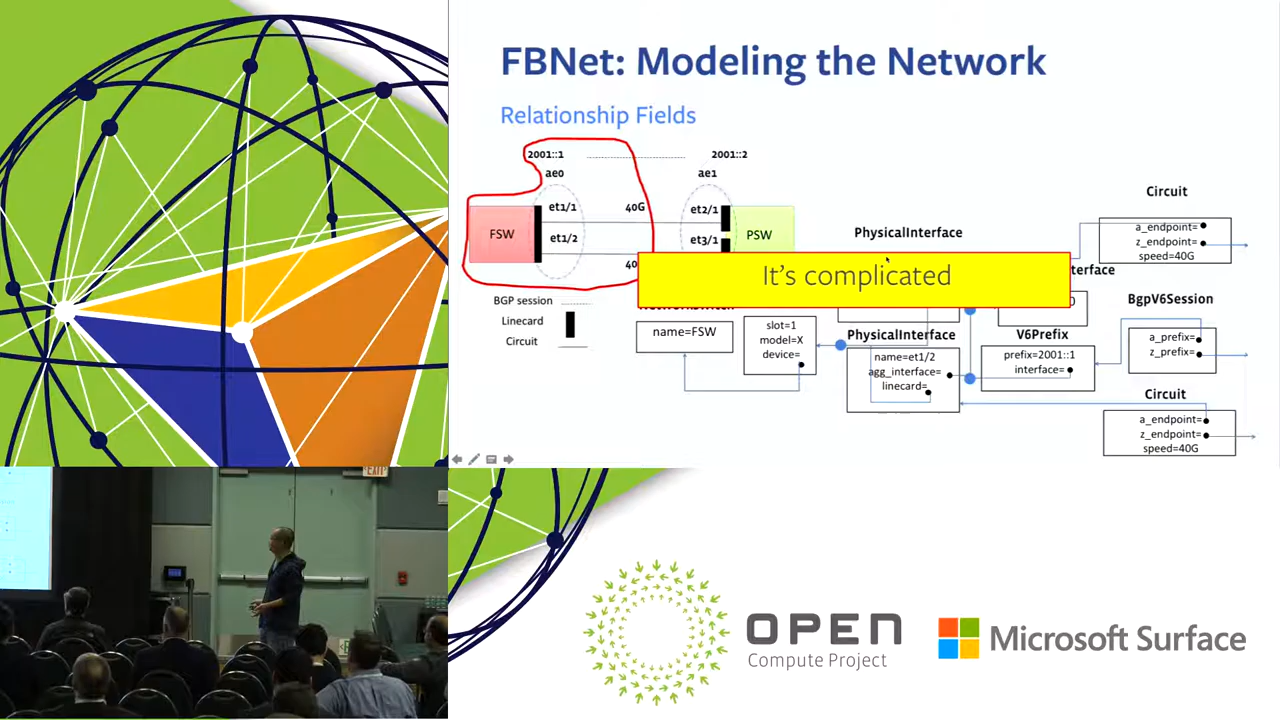 FBNet: Modeling the Network
Relationship Fields
2001::1
2001::2
ae0
ae1
et1/1
40G
et2/1
FSW
et1/2
et3/1
PSW
40
BGP session
Linecard
Circuit
It's complicated
PhysicalInterface
Circuit
a_endpoint=
z_endpoint=
speed=40G
terface
name=FSW
slot=1
model=X
device=
PhysicalInterface
name=et1/2
agg_interface=
linecard=
V6Prefix
prefix=2001::1
interface=
BgpV6Session
a_prefix=
z_prefix=
Circuit
a_endpoint=
z_endpoint=
speed=40G
EXIT
OPEN
Compute Project
Microsoft Surface